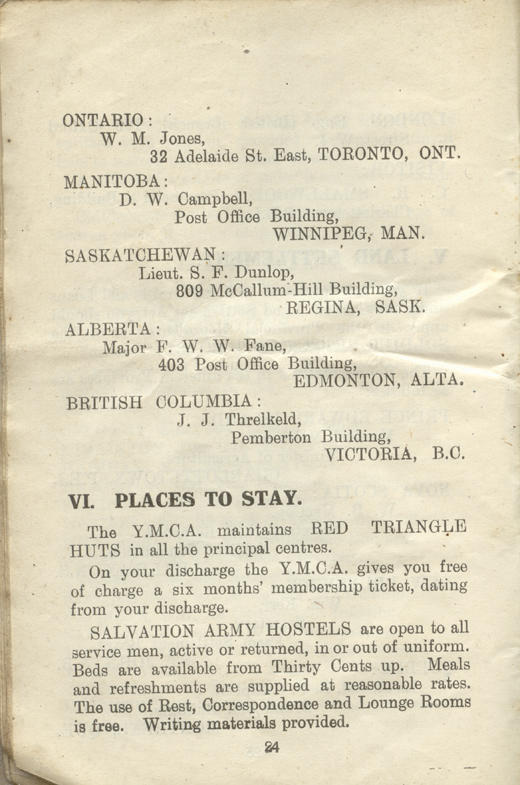 ONTARIO:
W. M. Jones,
32 Adelaide St. East, TORONTO, ONT.
MANITOBA:
D. W. Campbell,
Post Office Building,
WINNIPEG, MAN.
SASKATCHEWAN:
Lieut. S. F. Dunlop,
809 McCallum-Hill Building,
REGINA, SASK.
ALBERTA:
Major F. W. W. Fane,
403 Post Office Building,
EDMONTON, ALTA.
BRITISH COLUMBIA:
J. J. Threlkeld,
Pemberton Building,
VICTORIA, B.C.
VI. PLACES TO STAY.
The Y.M.C.A. maintains RED TRIANGLE
HUTS in all the principal centres.
On your discharge the Y.M.C.A. gives you free
of charge a six months' membership ticket, dating
from your discharge.
SALVATION ARMY HOSTELS are open to all
service men, active or returned, in or out of uniform.
Beds are available from Thirty Cents up. Meals
and refreshments are supplied at reasonable rates.
The use of Rest, Correspondence and Lounge Rooms
is free. Writing materials provided.
24